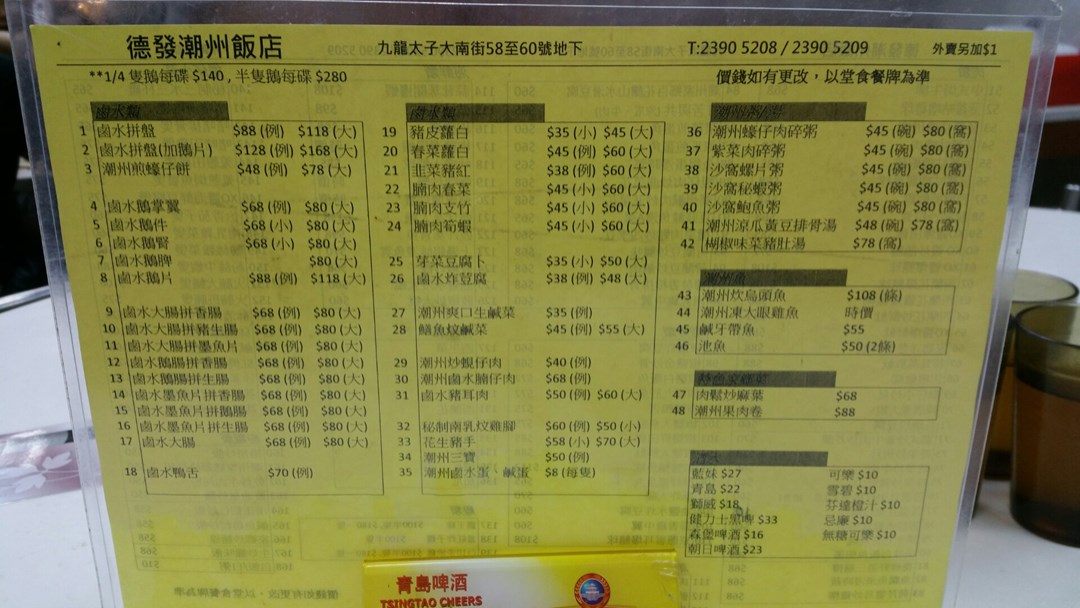 德發潮州飯店 九龍太子大南街58至60號地下 T:2390 5208 / 2390 5209 外賣另加$1
**1/4 隻鵝每碟 $140 , 半隻鵝每碟 $280 價錢如有更改，以堂食餐牌為準
鹵水類
1 鹵水拼盤 $88 (例) $118 (大)
2 鹵水拼盤(加鵝片) $128 (例) $168 (大)
3 潮州煎蠔仔餅 $48 (例) $78 (大)
4 鹵水鵝掌翼 $68 (例) $80 (大)
5 鹵水鵝件 $68 (小) $80 (大)
6 鹵水鵝腎 $68 (小) $80 (大)
7 鹵水鵝脾 $80 (大)
8 鹵水鵝片 $88 (例) $118 (大)
9 鹵水大腸拼香腸 $68 (例) $80 (大)
10 鹵水大腸拼豬生腸 $68 (例) $80 (大)
11 鹵水大腸拼墨魚片 $68 (例) $80 (大)
12 鹵水鵝腸拼香腸 $68 (例) $80 (大)
13 鹵水鵝腸拼生腸 $68 (例) $80 (大)
14 鹵水墨魚片拼香腸 $68 (例) $80 (大)
15 鹵水墨魚片拼鵝腸 $68 (例) $80 (大)
16 鹵水墨魚片拼生腸 $68 (例) $80 (大)
17 鹵水大腸 $68 (例) $80 (大)
18 鹵水鴨舌 $70 (例)
鹵水類
19 豬皮蘿白 $35 (小) $45 (大)
20 春菜蘿白 $45 (例) $60 (大)
21 韭菜豬紅 $38 (例) $60 (大)
22 腩肉春菜 $45 (小) $60 (大)
23 腩肉支竹 $45 (小) $60 (大)
24 腩肉筍蝦 $45 (小) $60 (大)
25 芽菜豆腐卜 $35 (小) $50 (大)
26 鹵水炸荳腐 $38 (例) $48 (大)
27 潮州爽口生鹹菜 $35 (例)
28 鱔魚炆鹹菜 $45 (例) $55 (大)
29 潮州炒蜆仔肉 $40 (例)
30 潮州鹵水腩仔肉 $68 (例)
31 鹵水豬耳肉 $50 (例) $60 (大)
32 秘制南乳炆雞腳 $60 (例) $50 (小)
33 花生豬手 $58 (小) $70 (大)
34 潮州三寶 $50 (例)
35 潮州鹵水蛋、鹹蛋 $8 (每隻)
潮州粥/湯
36 潮州蠔仔肉碎粥 $45 (碗) $80 (窩)
37 紫菜肉碎粥 $45 (碗) $80 (窩)
38 沙窩螺片粥 $45 (碗) $80 (窩)
39 沙窩秘蝦粥 $45 (碗) $80 (窩)
40 沙窩鮑魚粥 $45 (碗) $80 (窩)
41 潮州涼瓜黃豆排骨湯 $48 (碗) $78 (窩)
42 楜椒味菜豬肚湯 $78 (窩)
潮州魚
43 潮州炊烏頭魚 $108 (條)
44 潮州凍大眼雞魚 時價
45 鹹牙帶魚 $55
46 池魚 $50 (2條)
47 肉鬆炒麻葉 $68
48 潮州果肉卷 $88
酒水
藍妹 $27 可樂 $10
青島 $22 雪碧 $10
獅威 $18 芬達橙汁 $10
健力士黑啤 $33 忌廉 $10
森堡啤酒 $16 無糖可樂 $10
朝日啤酒 $23
青島啤酒
TSINGTAO CHEERS